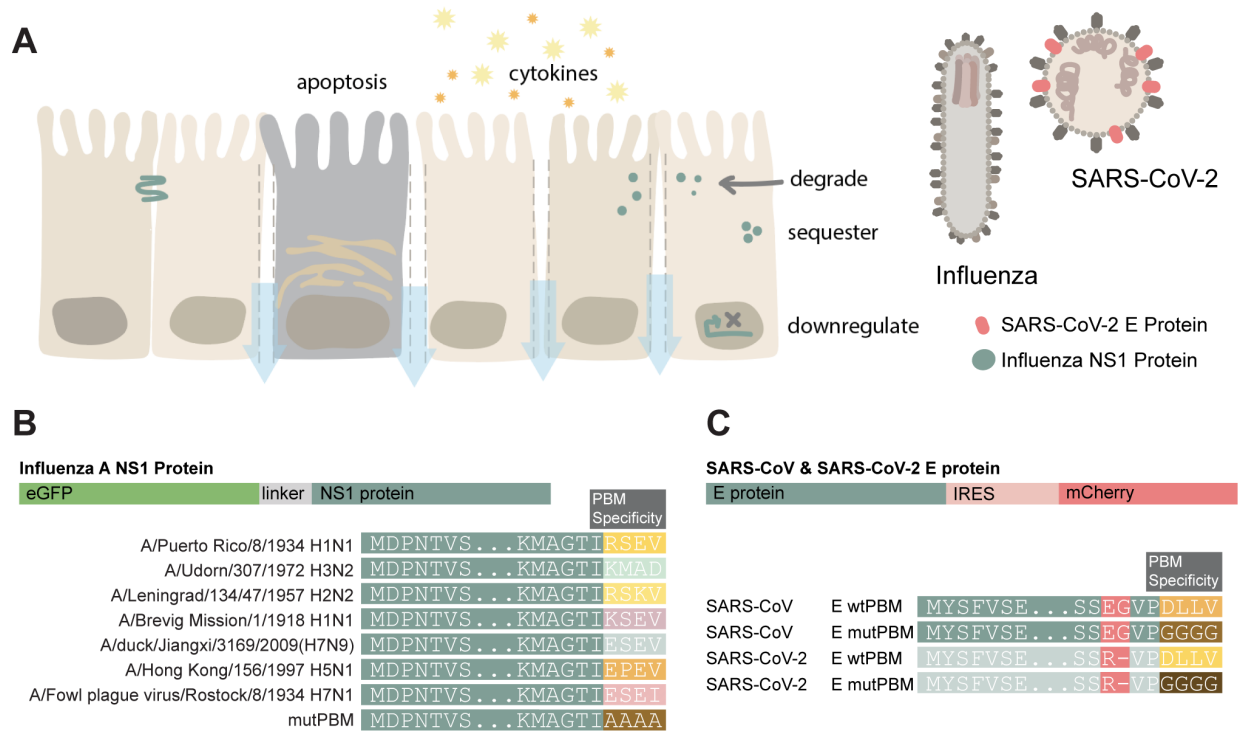 A
apoptosis
cytokines
degrade
sequester
downregulate
Influenza
SARS-CoV-2
SARS-CoV-2 E Protein
Influenza NS1 Protein
B
Influenza A NS1 Protein
eGFP
linker
NS1 protein
PBM
Specificity
A/Puerto Rico/8/1934 H1N1 MDPNTVS...KMAGTIRSEV
A/Udorn/307/1972 H3N2 MDPNTVS...KMAGTIKMAD
A/Leningrad/134/47/1957 H2N2 MDPNTVS...KMAGTIRSKV
A/Brevig Mission/1/1918 H1N1 MDPNTVS...KMAGTIKSEV
A/duck/Jiangxi/3169/2009(H7N9) MDPNTVS...KMAGTIESEV
A/Hong Kong/156/1997 H5N1 MDPNTVS...KMAGTIEPEV
A/Fowl plague virus/Rostock/8/1934 H7N1 MDPNTVS...KMAGTIESEI
mutPBM MDPNTVS...KMAGTIAAAA
C
SARS-CoV & SARS-CoV-2 E protein
E protein
IRES
mCherry
PBM
Specificity
SARS-CoV E wtPBM MYSFVSE...SSEGVPDLLV
SARS-CoV E mutPBM MYSFVSE...SSEGVPGGGG
SARS-CoV-2 E wtPBM MYSFVSE...SSR-VPDLLV
SARS-CoV-2 E mutPBM MYSFVSE...SSR-VPGGGG